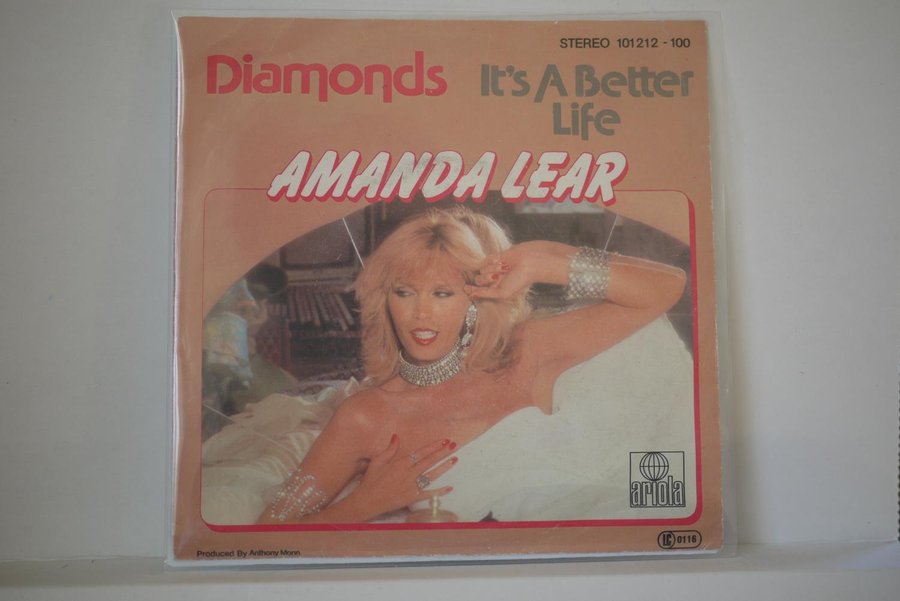 STEREO 101212 - 100
Diamonds
It's A Better
Life
AMANDA LEAR
ariola
LC 0116
Produced By Anthony Monn